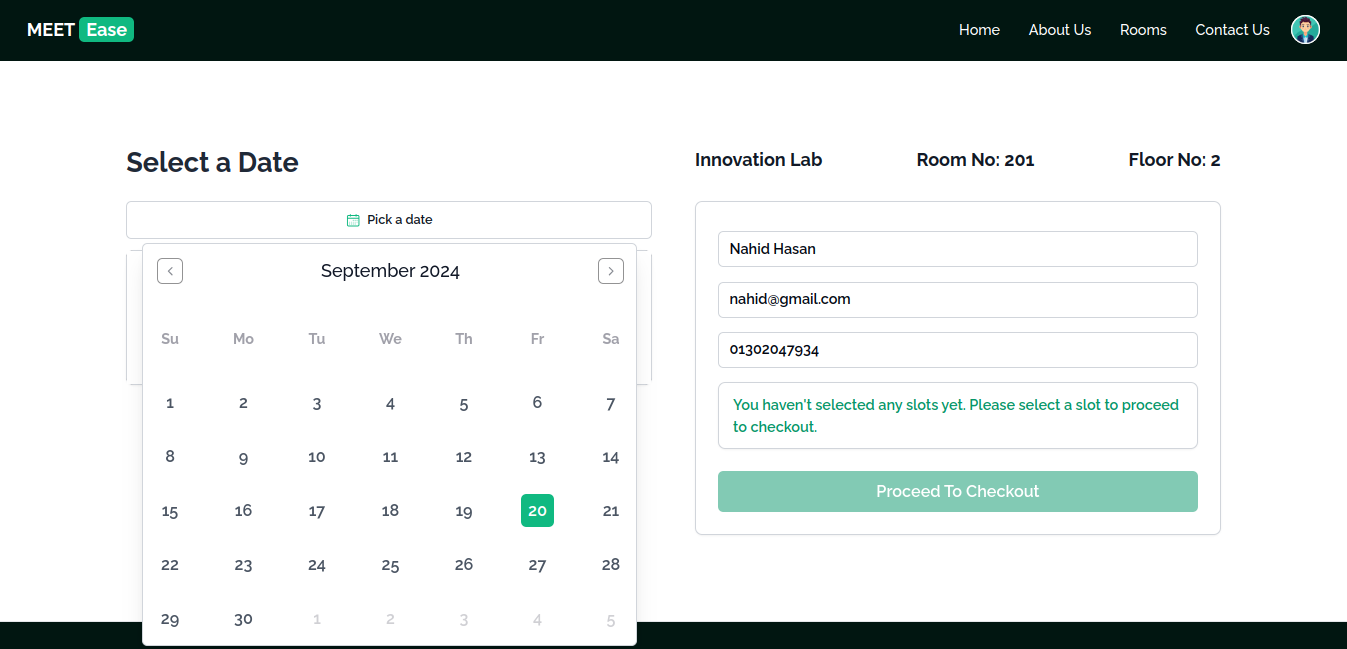 MEET Ease
Home About Us Rooms Contact Us
Select a Date
Pick a date
September 2024
Su Mo Tu We Th Fr Sa
1 2 3 4 5 6 7
8 9 10 11 12 13 14
15 16 17 18 19 20 21
22 23 24 25 26 27 28
29 30 1 2 3 4 5
Innovation Lab Room No: 201 Floor No: 2
Nahid Hasan
nahid@gmail.com
01302047934
You haven't selected any slots yet. Please select a slot to proceed
to checkout.
Proceed To Checkout